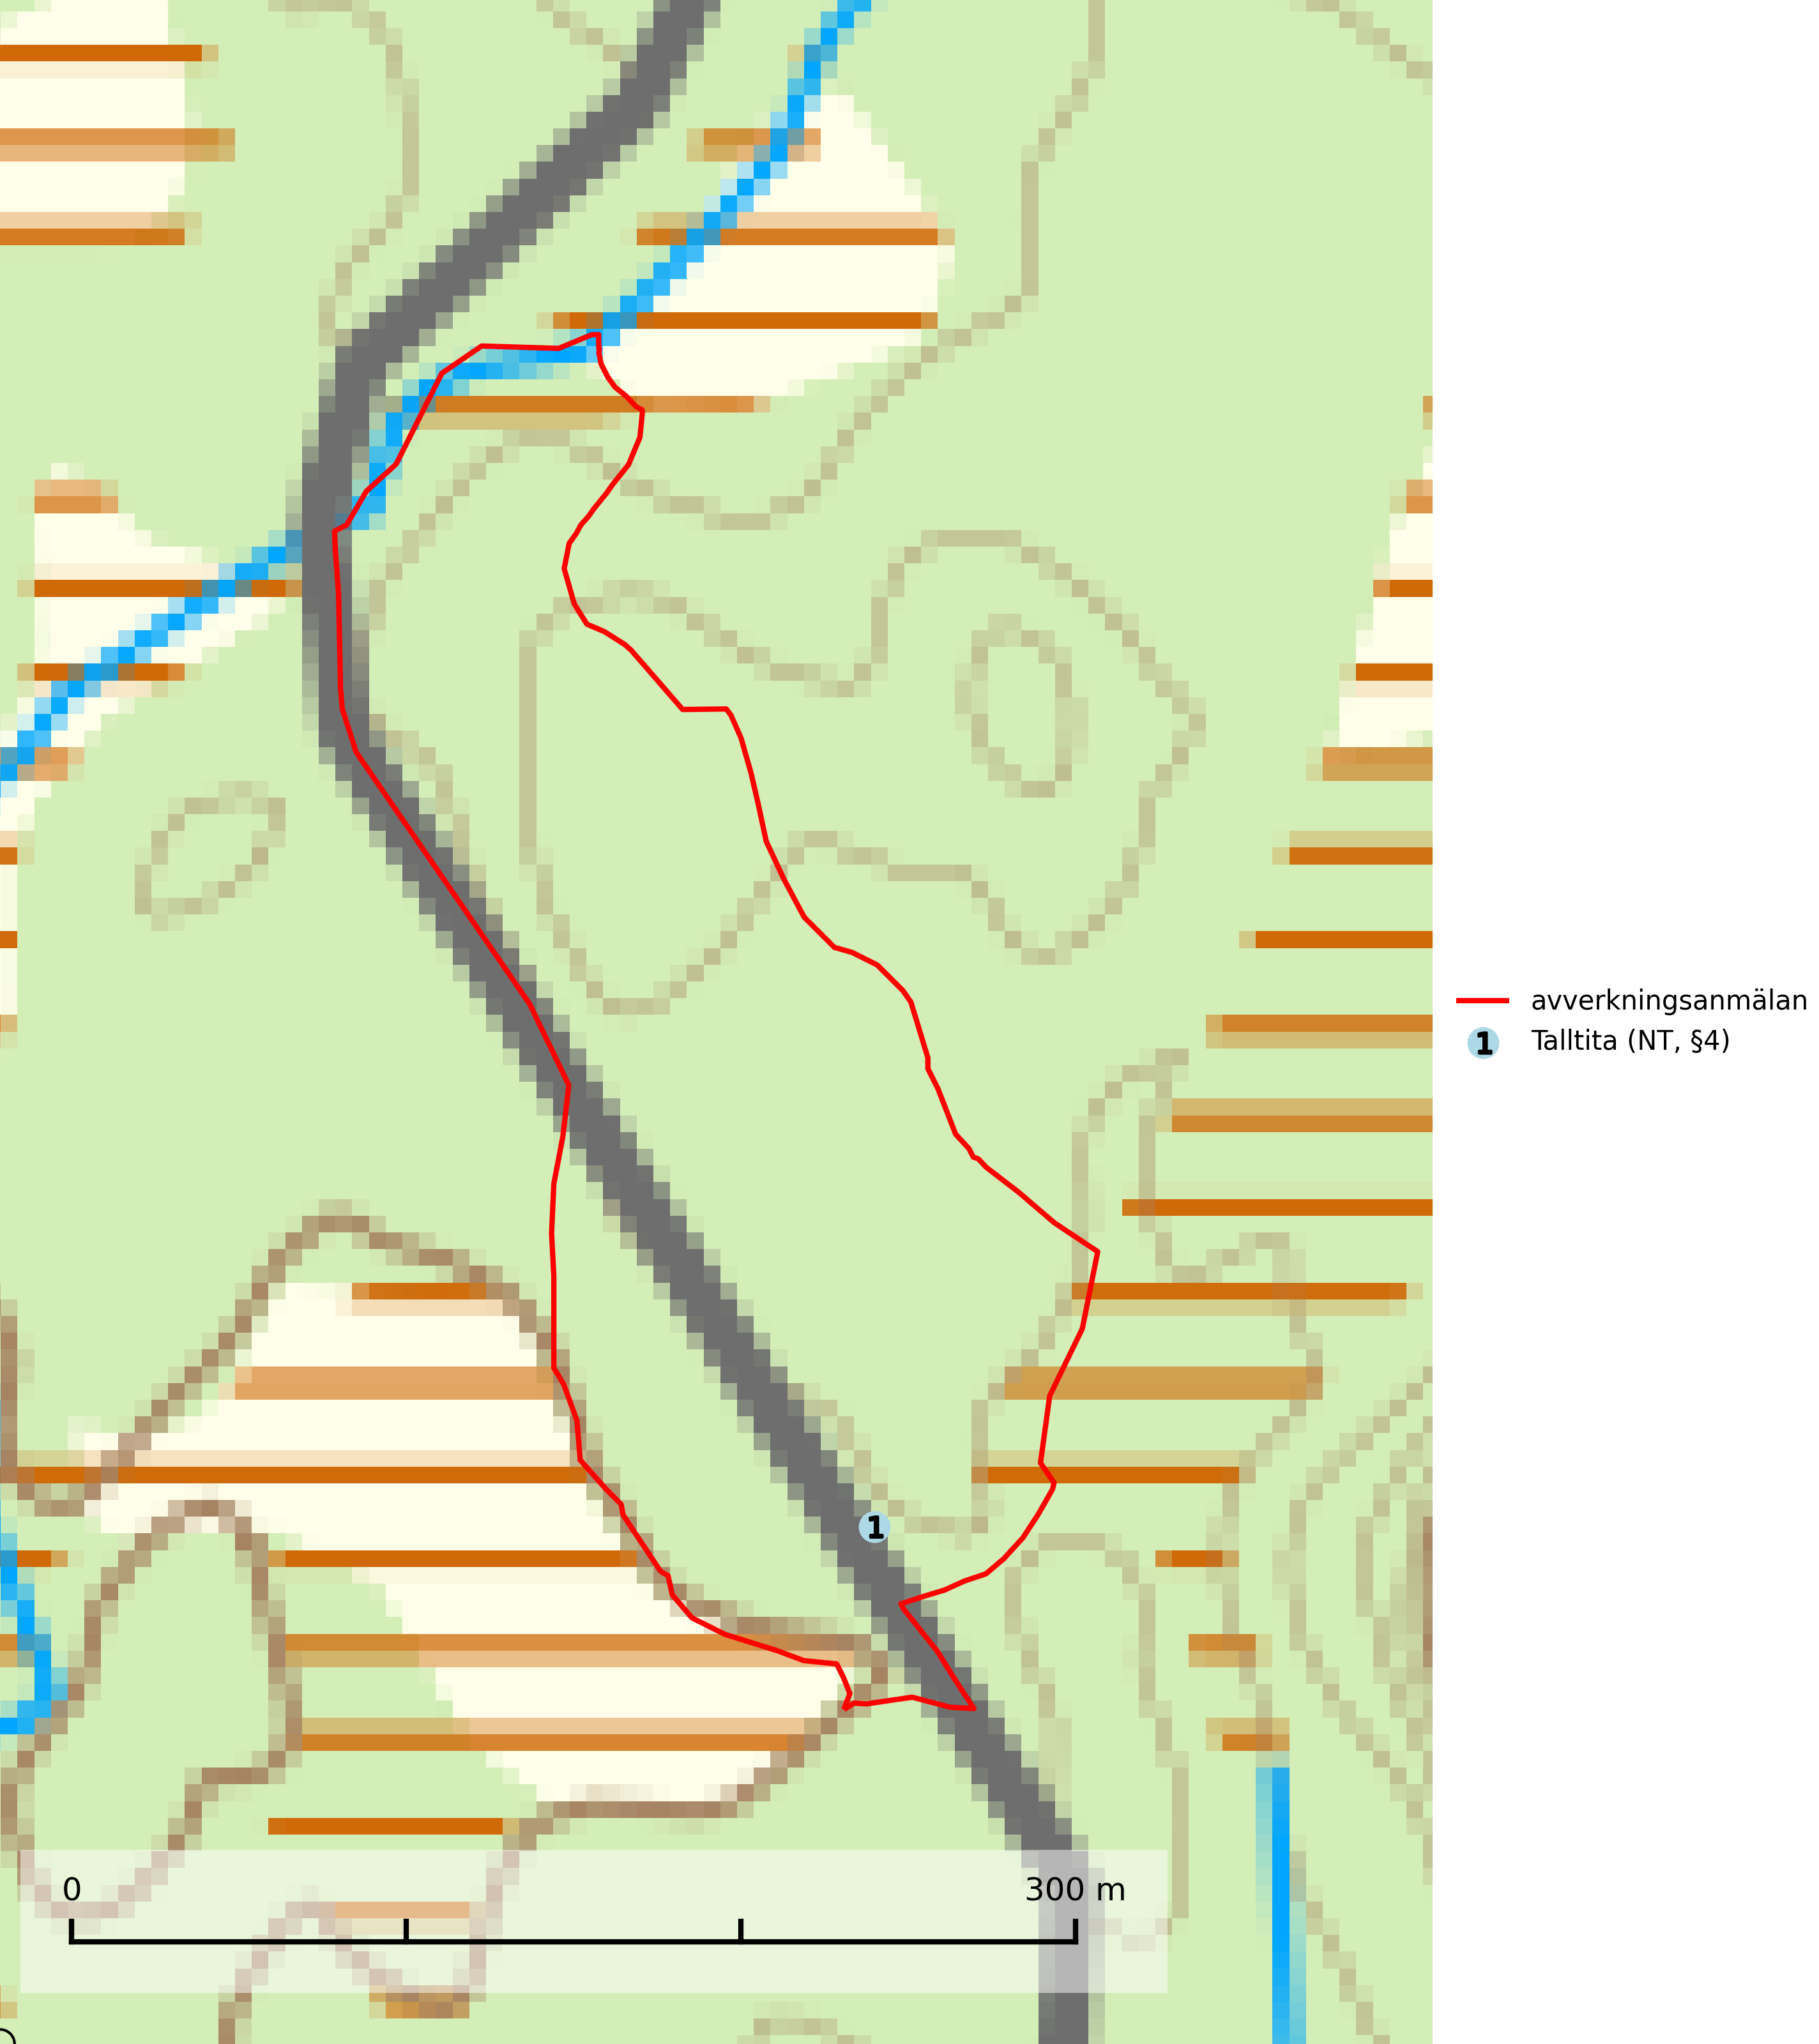 avverkningsanmälan
1 Talltita (NT, §4)
1
0 300 m